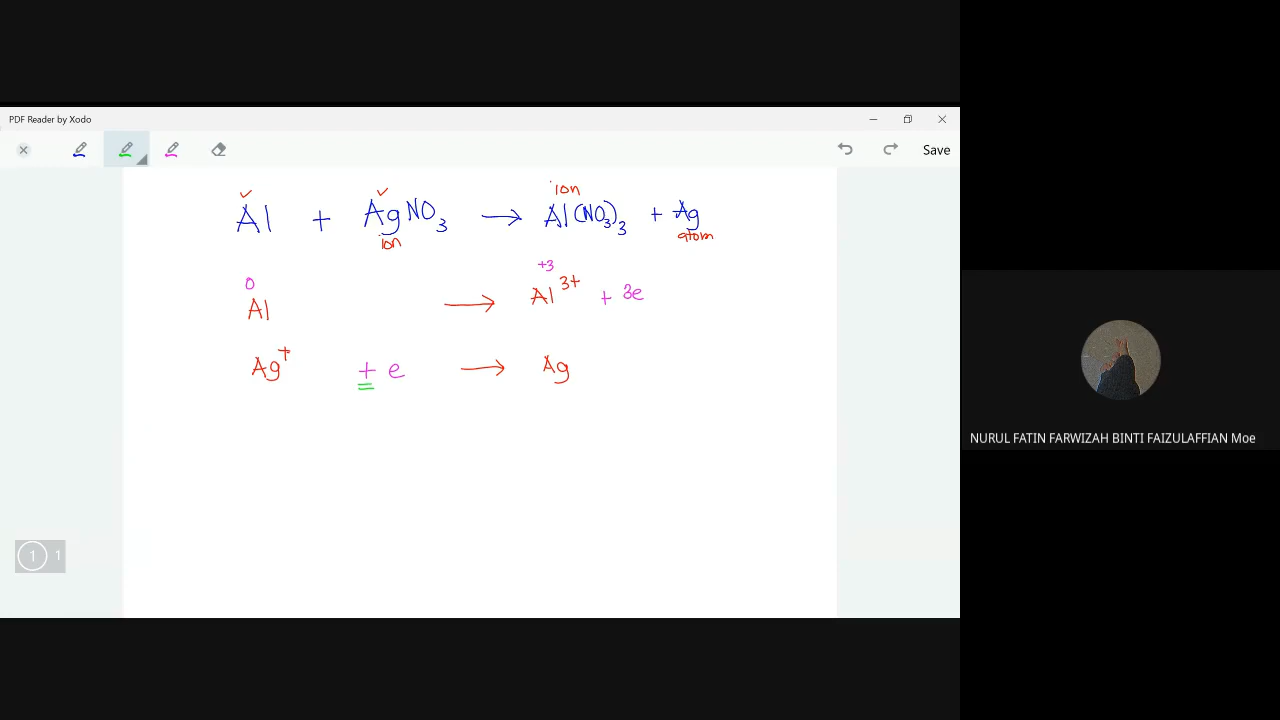 PDF Reader by Xodo
Save
ion
Al + AgNO3 → Al(NO3)3 + Ag
ion atom
0 +3
Al → Al3+ + 3e
Ag+ + e → Ag
1 1
NURUL FATIN FARWIZAH BINTI FAIZULAFFIAN Moe